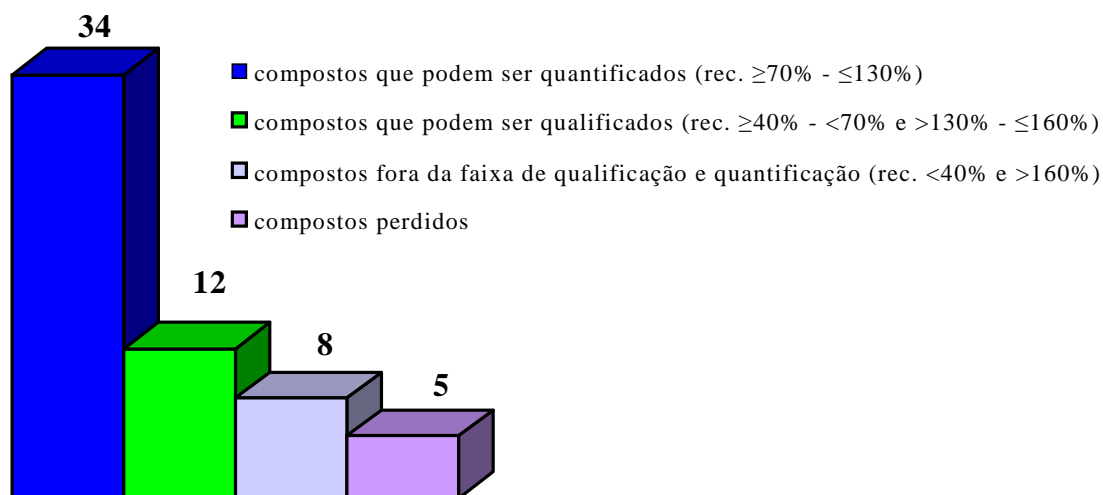 34
compostos que podem ser quantificados (rec. ≥70% - ≤130%)
compostos que podem ser qualificados (rec. ≥40% - <70% e >130% - ≤160%)
compostos fora da faixa de qualificação e quantificação (rec. <40% e >160%)
compostos perdidos
12
8
5